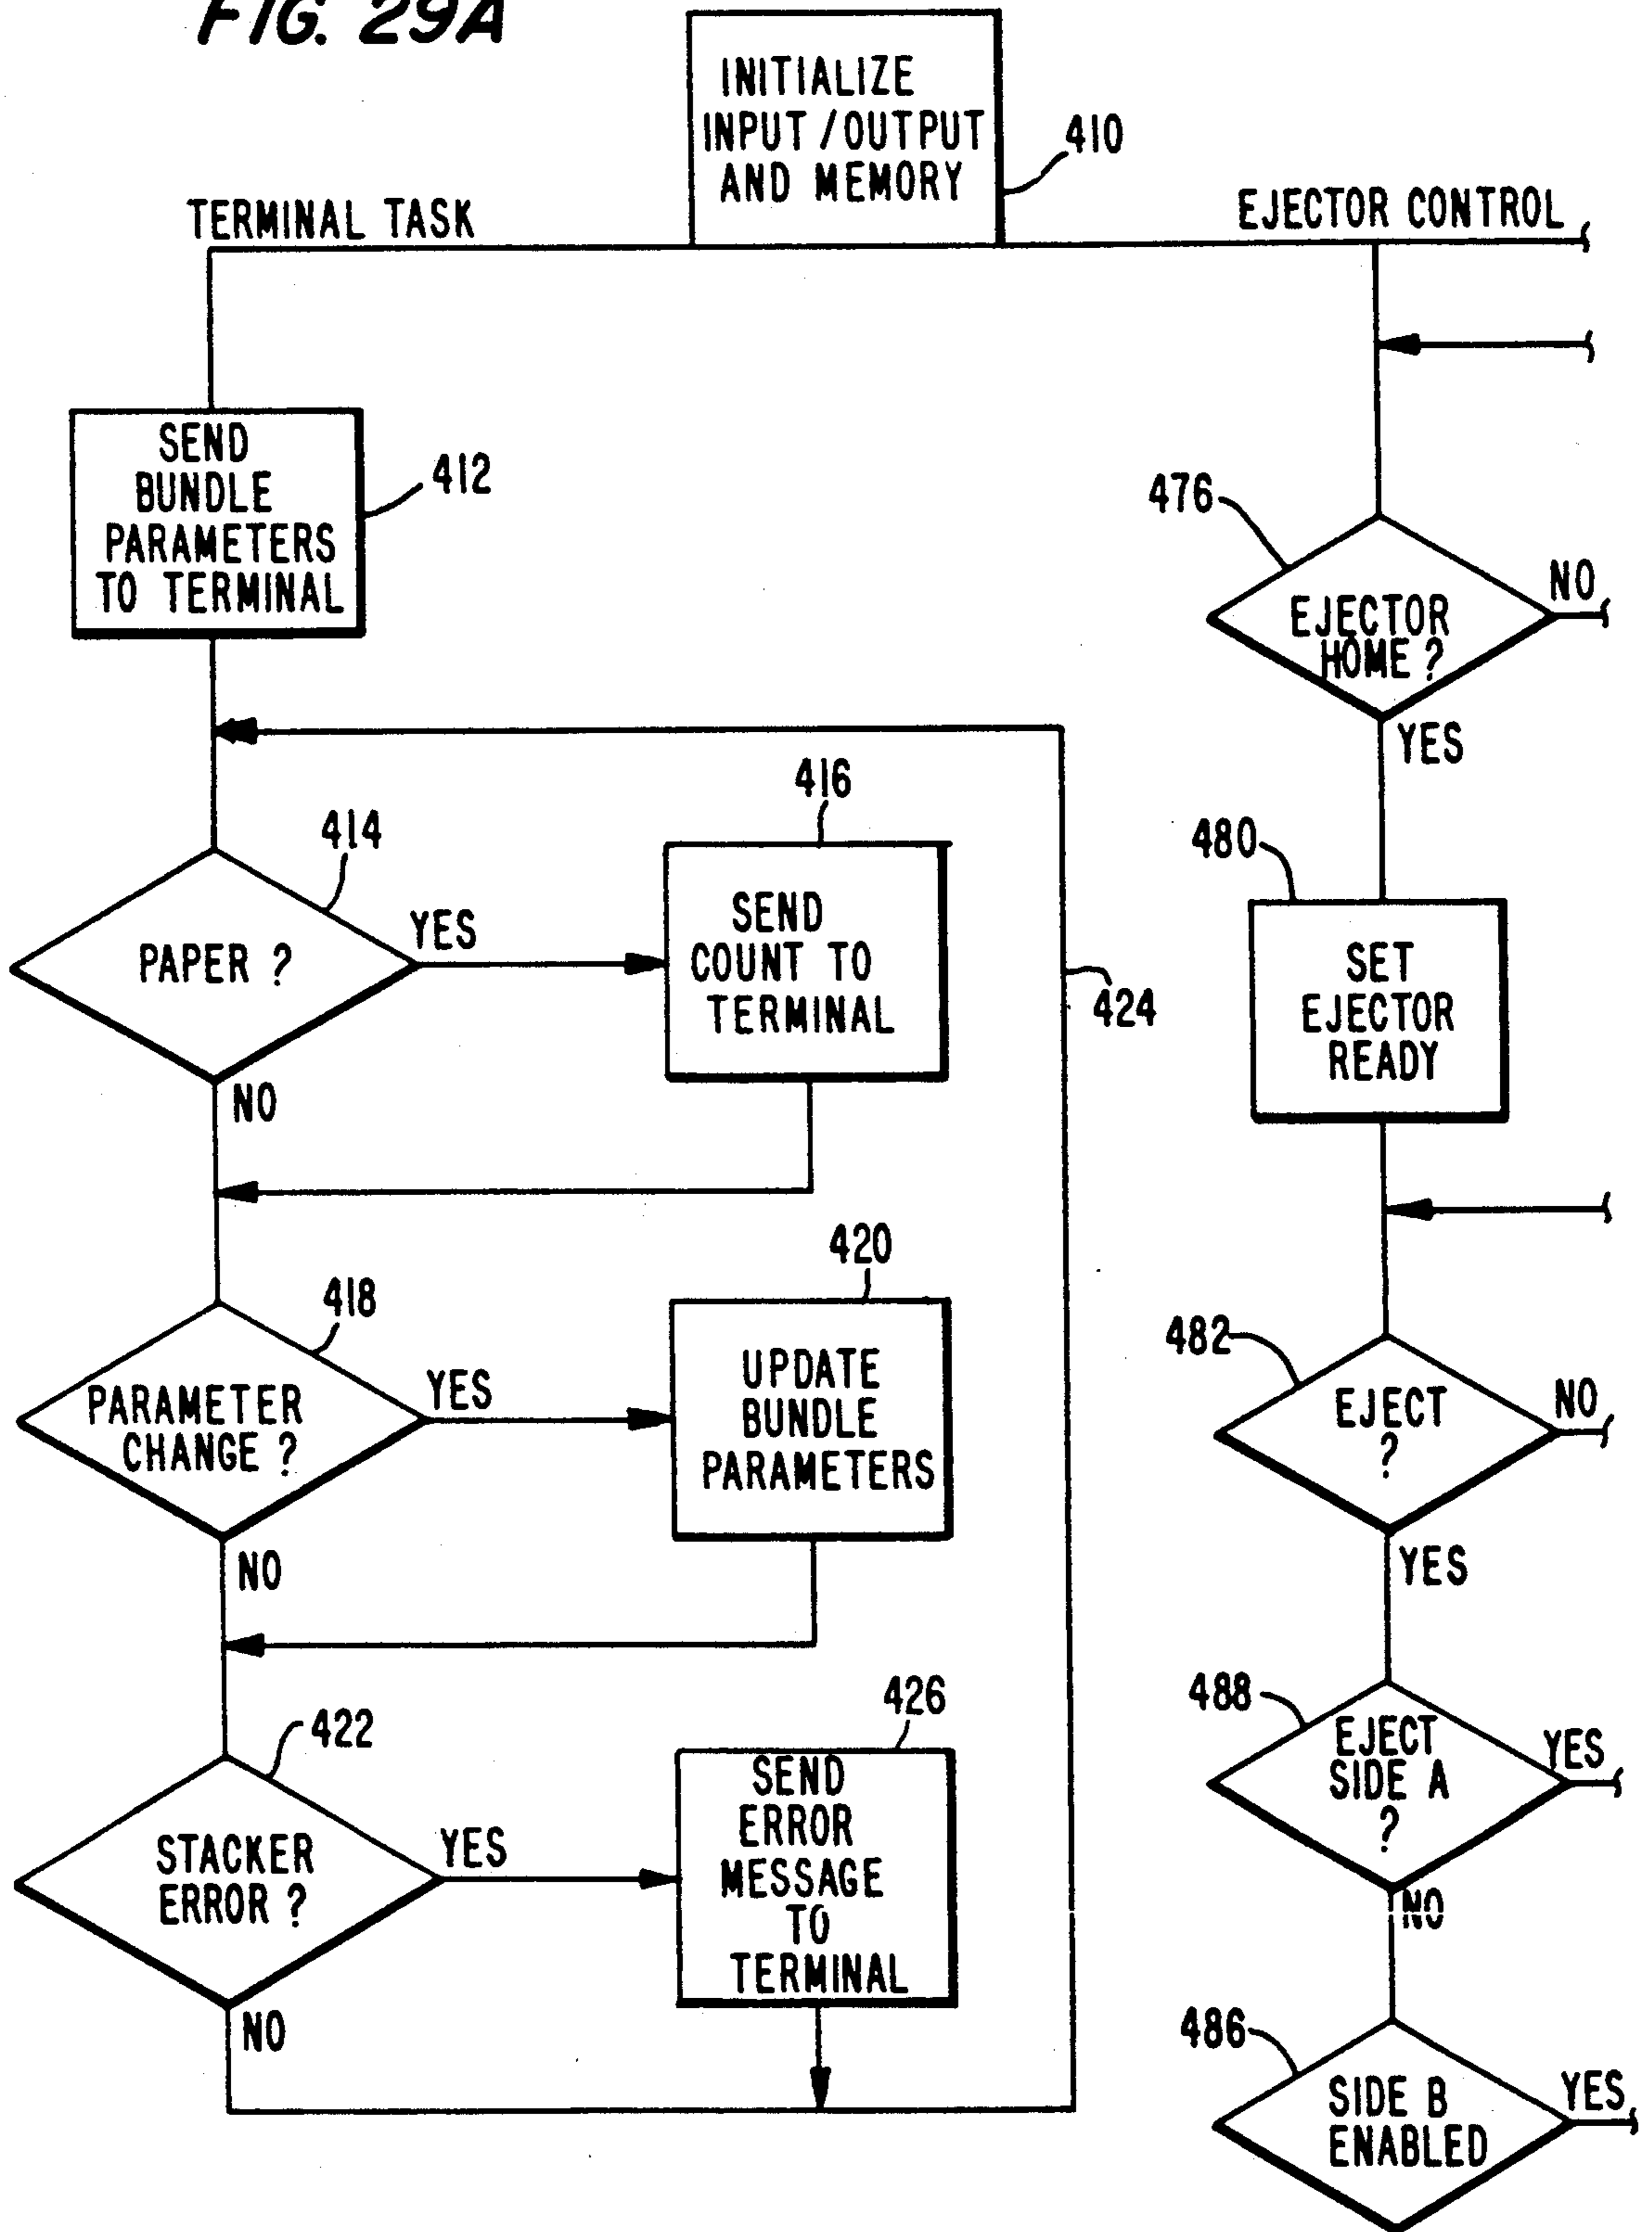 FIG. 29A
INITIALIZE
INPUT/OUTPUT
AND MEMORY
410
TERMINAL TASK
EJECTOR CONTROL
SEND
BUNDLE
PARAMETERS
TO TERMINAL
412
414
PAPER ?
YES
NO
416
SEND
COUNT TO
TERMINAL
424
418
PARAMETER
CHANGE ?
YES
NO
420
UPDATE
BUNDLE
PARAMETERS
422
STACKER
ERROR ?
YES
NO
426
SEND
ERROR
MESSAGE
TO
TERMINAL
476
EJECTOR
HOME ?
NO
YES
480
SET
EJECTOR
READY
482
EJECT
?
NO
YES
488
EJECT
SIDE A
?
YES
NO
486
SIDE B
ENABLED
YES